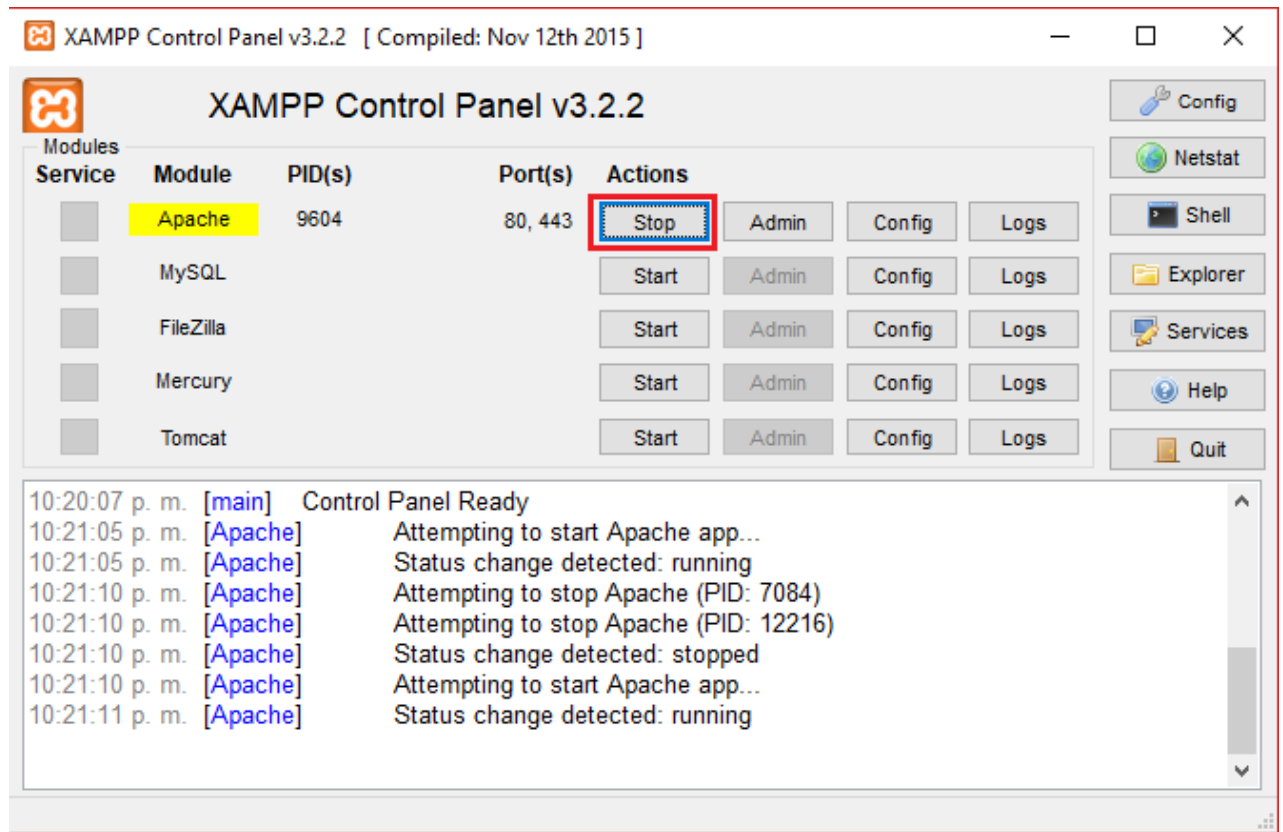 XAMPP Control Panel v3.2.2 [ Compiled: Nov 12th 2015 ]
XAMPP Control Panel v3.2.2
Config
Modules
Netstat
Service Module PID(s) Port(s) Actions
Apache 9604 80, 443 Stop Admin Config Logs
Shell
MySQL Start Admin Config Logs
Explorer
FileZilla Start Admin Config Logs
Services
Mercury Start Admin Config Logs
Help
Tomcat Start Admin Config Logs
Quit
10:20:07 p. m. [main] Control Panel Ready
10:21:05 p. m. [Apache] Attempting to start Apache app...
10:21:05 p. m. [Apache] Status change detected: running
10:21:10 p. m. [Apache] Attempting to stop Apache (PID: 7084)
10:21:10 p. m. [Apache] Attempting to stop Apache (PID: 12216)
10:21:10 p. m. [Apache] Status change detected: stopped
10:21:10 p. m. [Apache] Attempting to start Apache app...
10:21:11 p. m. [Apache] Status change detected: running